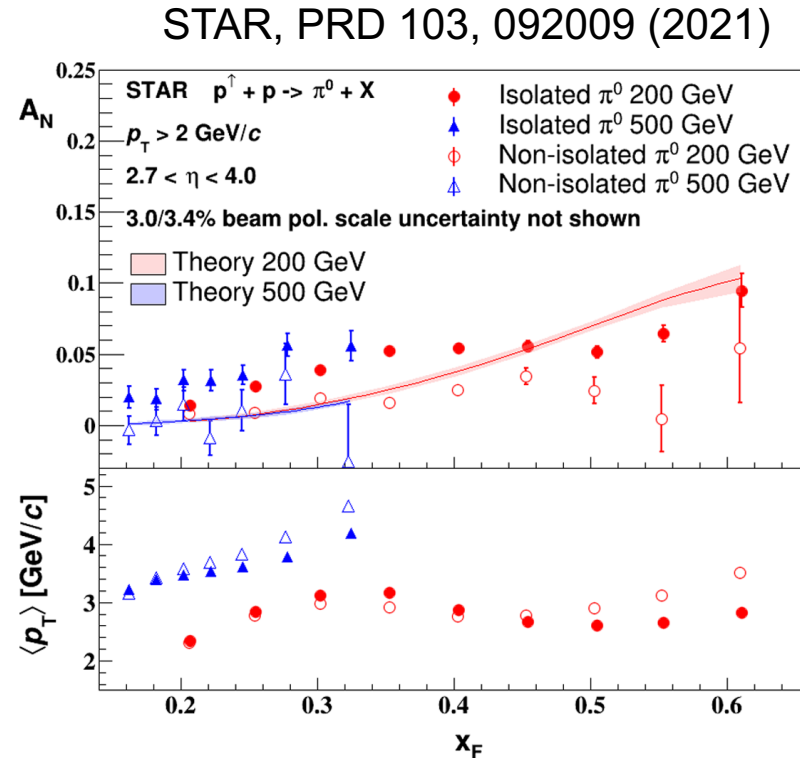 STAR, PRD 103, 092009 (2021)
0.25
STAR p↑ + p -> π⁰ + X
Isolated π⁰ 200 GeV
A_N
Isolated π⁰ 500 GeV
0.2
p_T > 2 GeV/c
Non-isolated π⁰ 200 GeV
2.7 < η < 4.0
Non-isolated π⁰ 500 GeV
0.15
3.0/3.4% beam pol. scale uncertainty not shown
Theory 200 GeV
0.1
Theory 500 GeV
0.05
0
5
4
3
2
⟨p_T⟩ [GeV/c]
0.2 0.3 0.4 0.5 0.6
x_F